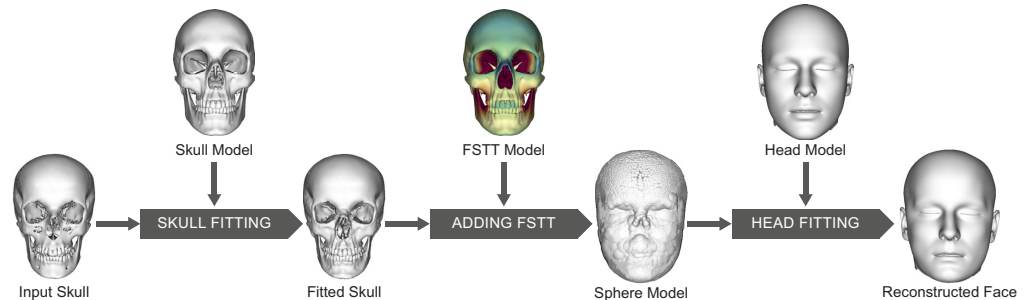 Skull Model
FSTT Model
Head Model
SKULL FITTING
ADDING FSTT
HEAD FITTING
Input Skull
Fitted Skull
Sphere Model
Reconstructed Face